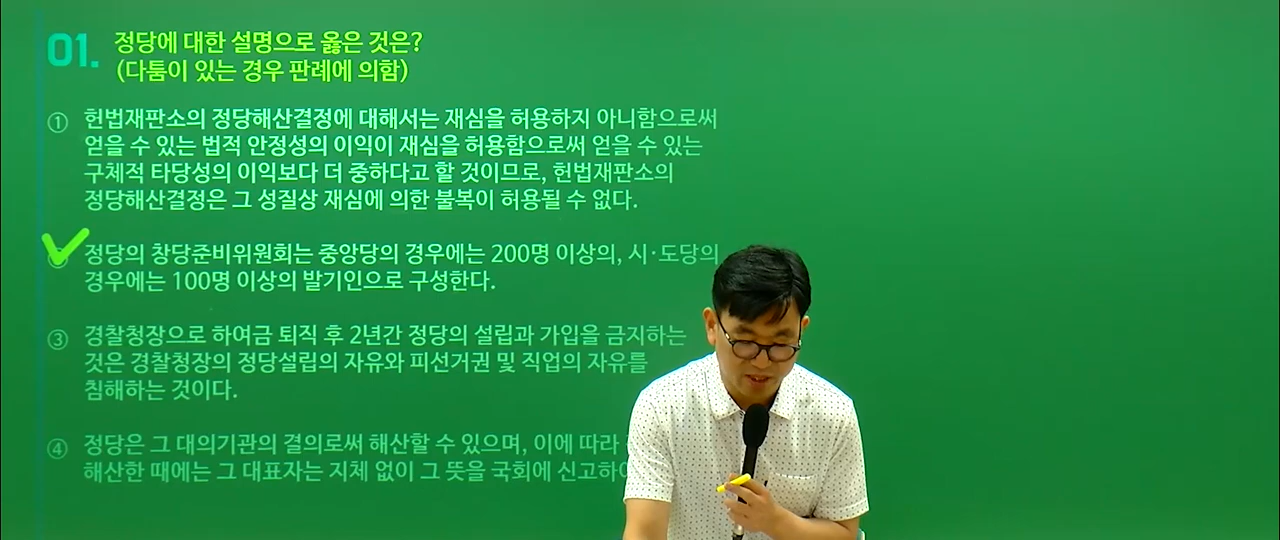 01. 정당에 대한 설명으로 옳은 것은?
(다툼이 있는 경우 판례에 의함)
① 헌법재판소의 정당해산결정에 대해서는 재심을 허용하지 아니함으로써
얻을 수 있는 법적 안정성의 이익이 재심을 허용함으로써 얻을 수 있는
구체적 타당성의 이익보다 더 중하다고 할 것이므로, 헌법재판소의
정당해산결정은 그 성질상 재심에 의한 불복이 허용될 수 없다.
정당의 창당준비위원회는 중앙당의 경우에는 200명 이상의, 시·도당의
경우에는 100명 이상의 발기인으로 구성한다.
③ 경찰청장으로 하여금 퇴직 후 2년간 정당의 설립과 가입을 금지하는
것은 경찰청장의 정당설립의 자유와 피선거권 및 직업의 자유를
침해하는 것이다.
④ 정당은 그 대의기관의 결의로써 해산할 수 있으며, 이에 따라
해산한 때에는 그 대표자는 지체 없이 그 뜻을 국회에